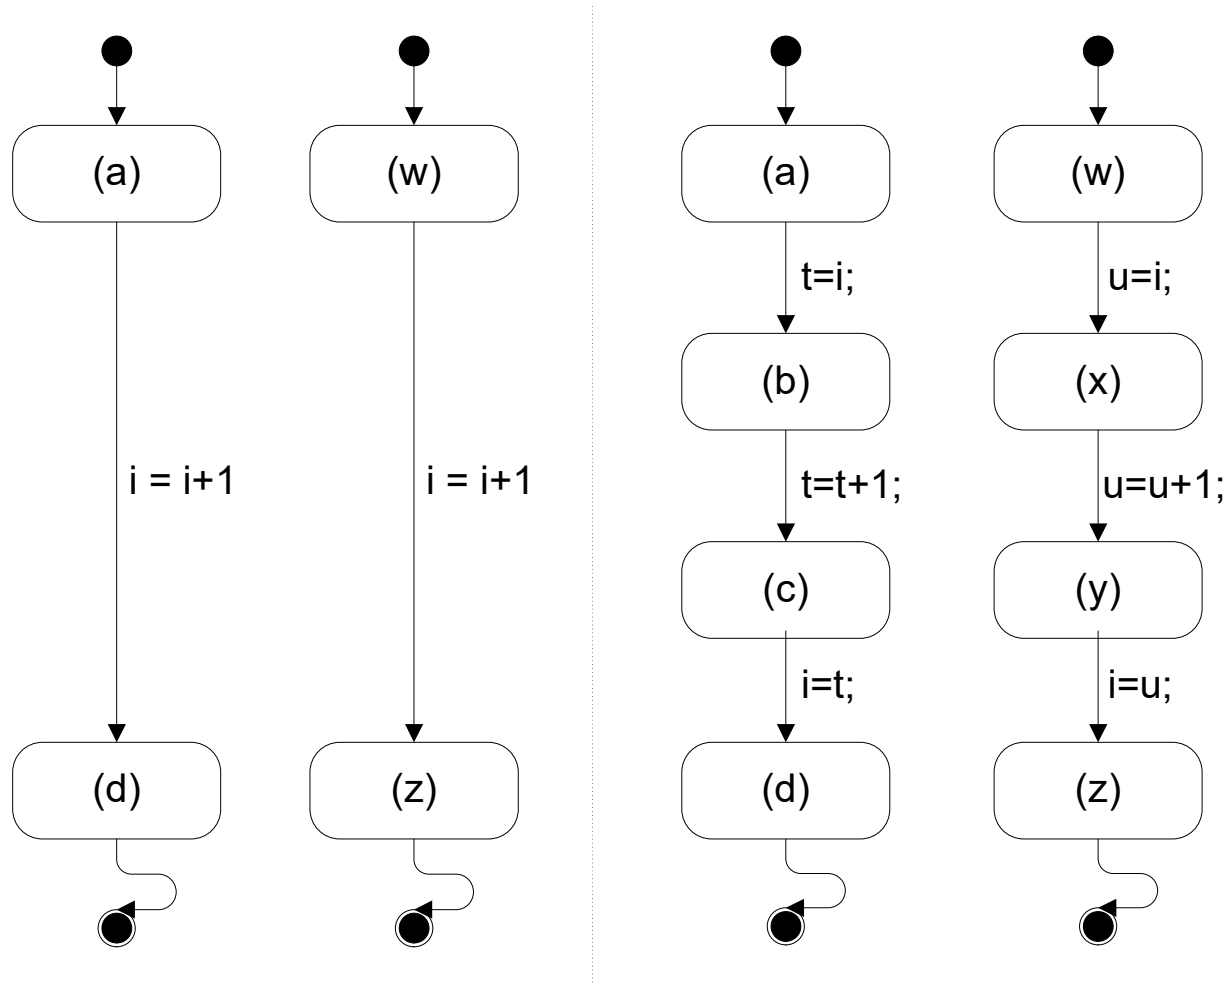 (a) (w) (a) (w)
t=i; u=i;
(b) (x)
i = i+1 i = i+1 t=t+1; u=u+1;
(c) (y)
i=t; i=u;
(d) (z) (d) (z)